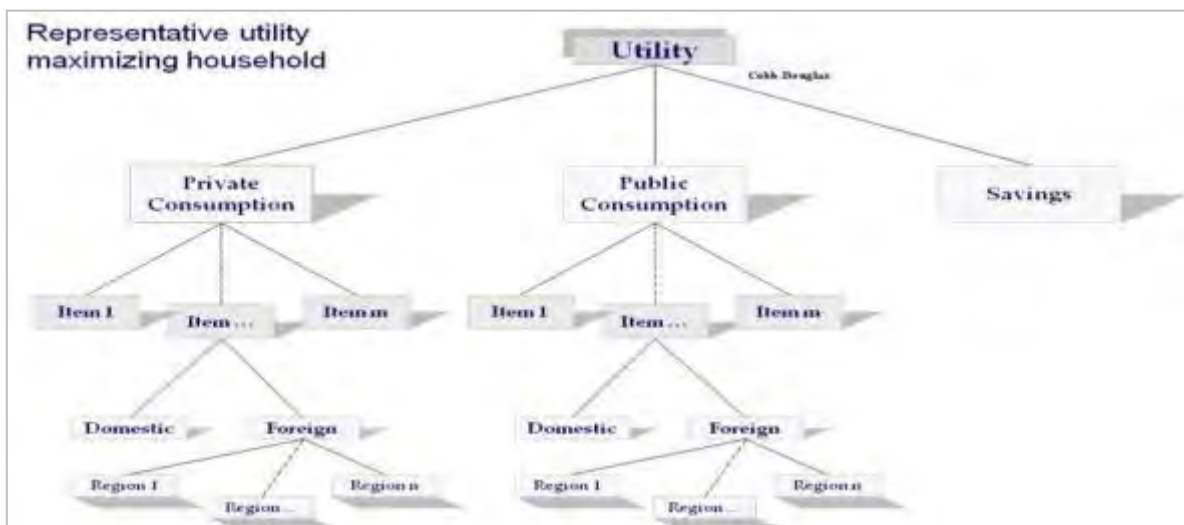 Representative utility
maximizing household
Utility
Cobb-Douglas
Private
Consumption
Public
Consumption
Savings
Item 1
Item ...
Item m
Item 1
Item ...
Item m
Domestic
Foreign
Domestic
Foreign
Region 1
Region ...
Region n
Region 1
Region ...
Region n